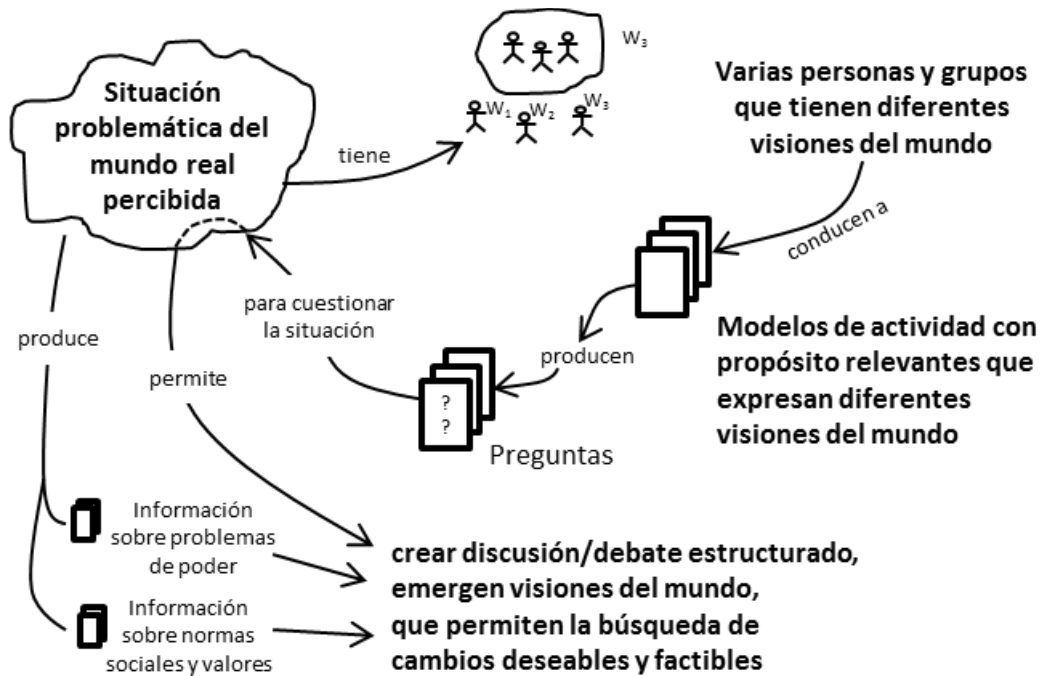 Situación
problemática del
mundo real
percibida
tiene
W₃
W₁
W₂
W₃
Varias personas y grupos
que tienen diferentes
visiones del mundo
conducen a
Modelos de actividad con
propósito relevantes que
expresan diferentes
visiones del mundo
producen
?
?
Preguntas
para cuestionar
la situación
produce
permite
Información
sobre problemas
de poder
Información
sobre normas
sociales y valores
crear discusión/debate estructurado,
emergen visiones del mundo,
que permiten la búsqueda de
cambios deseables y factibles